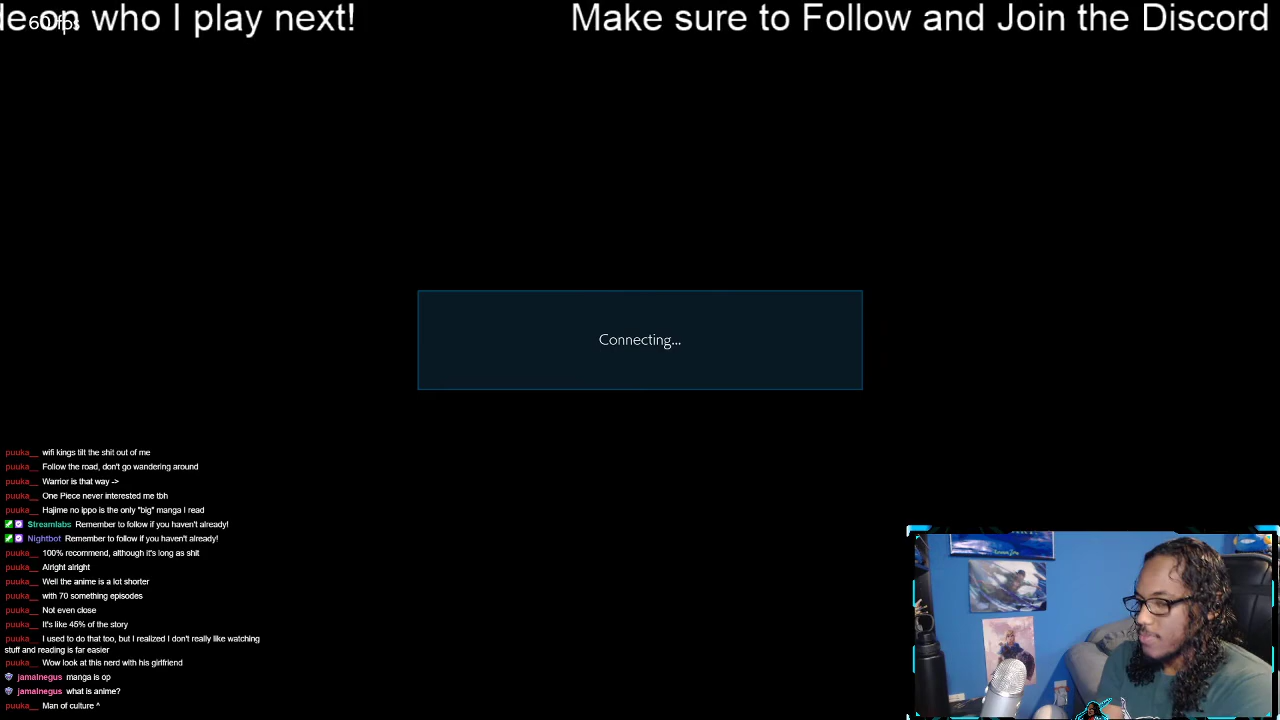 de on who I play next! Make sure to Follow and Join the Discord
60 fps
Connecting...
puuka__ wifi kings tilt the shit out of me
puuka__ Follow the road, don't go wandering around
puuka__ Warrior is that way ->
puuka__ One Piece never interested me tbh
puuka__ Hajime no ippo is the only "big" manga I read
Streamlabs Remember to follow if you haven't already!
Nightbot Remember to follow if you haven't already!
puuka__ 100% recommend, although it's long as shit
puuka__ Alright alright
puuka__ Well the anime is a lot shorter
puuka__ with 70 something episodes
puuka__ Not even close
puuka__ It's like 45% of the story
puuka__ I used to do that too, but I realized I don't really like watching
stuff and reading is far easier
puuka__ Wow look at this nerd with his girlfriend
jamalnegus manga is op
jamalnegus what is anime?
puuka__ Man of culture ^